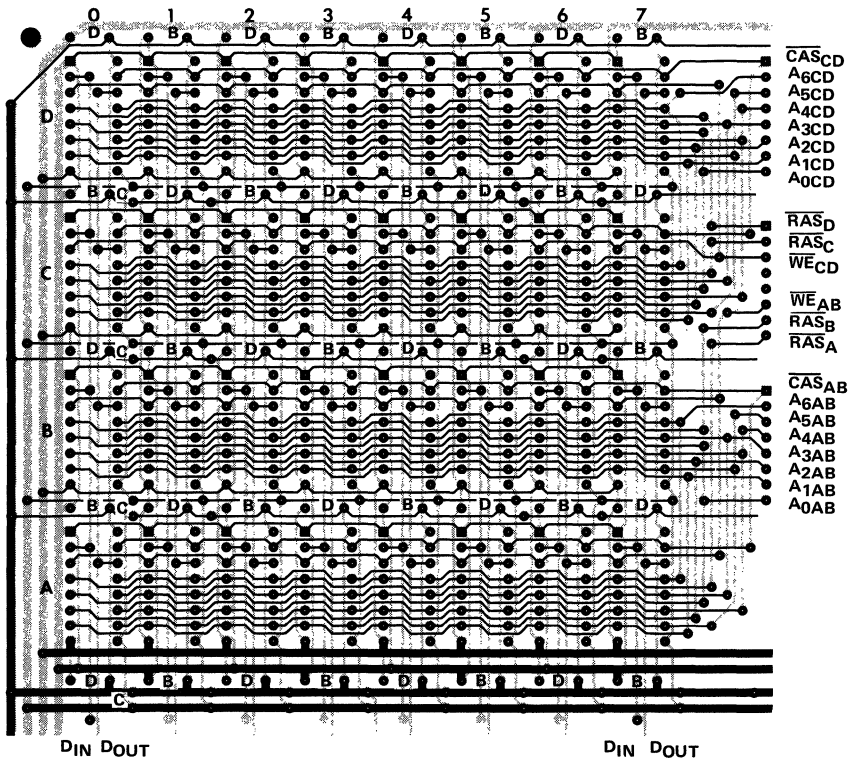 0 1 2 3 4 5 6 7
D B D B D B D B
CASCD
A6CD
A5CD
D
A4CD
A3CD
A2CD
A1CD
A0CD
B C D B D B D B D
RASD
RASC
C
WECD
WEAB
RASB
RASA
D C B D B D B D B
CASAB
A6AB
A5AB
B
A4AB
A3AB
A2AB
A1AB
A0AB
B C D B D B D B D
A
D B D B D B D B
C
DIN DOUT DIN DOUT